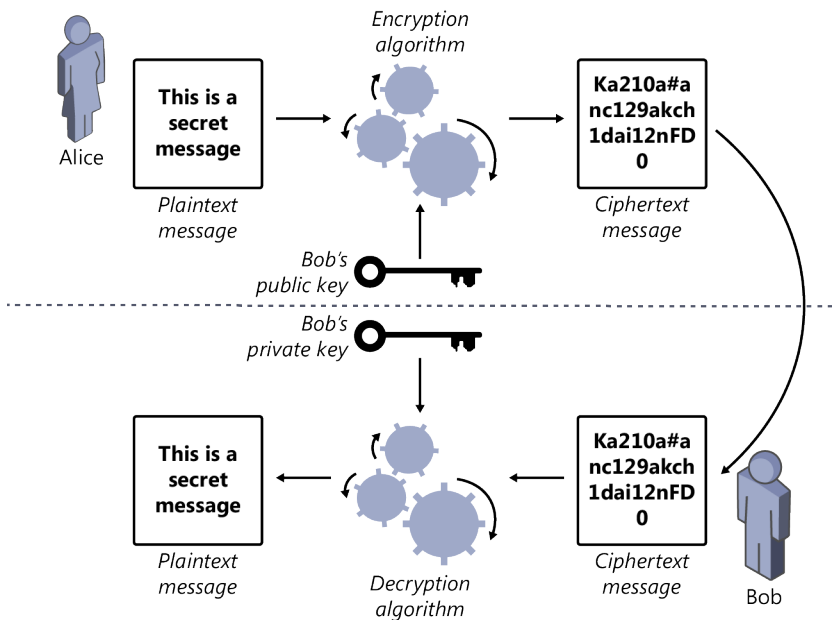 Encryption
algorithm
This is a
secret
message
Ka210a#a
nc129akch
1dai12nFD
0
Alice
Plaintext
message
Ciphertext
message
Bob's
public key
Bob's
private key
This is a
secret
message
Ka210a#a
nc129akch
1dai12nFD
0
Plaintext
message
Decryption
algorithm
Ciphertext
message
Bob